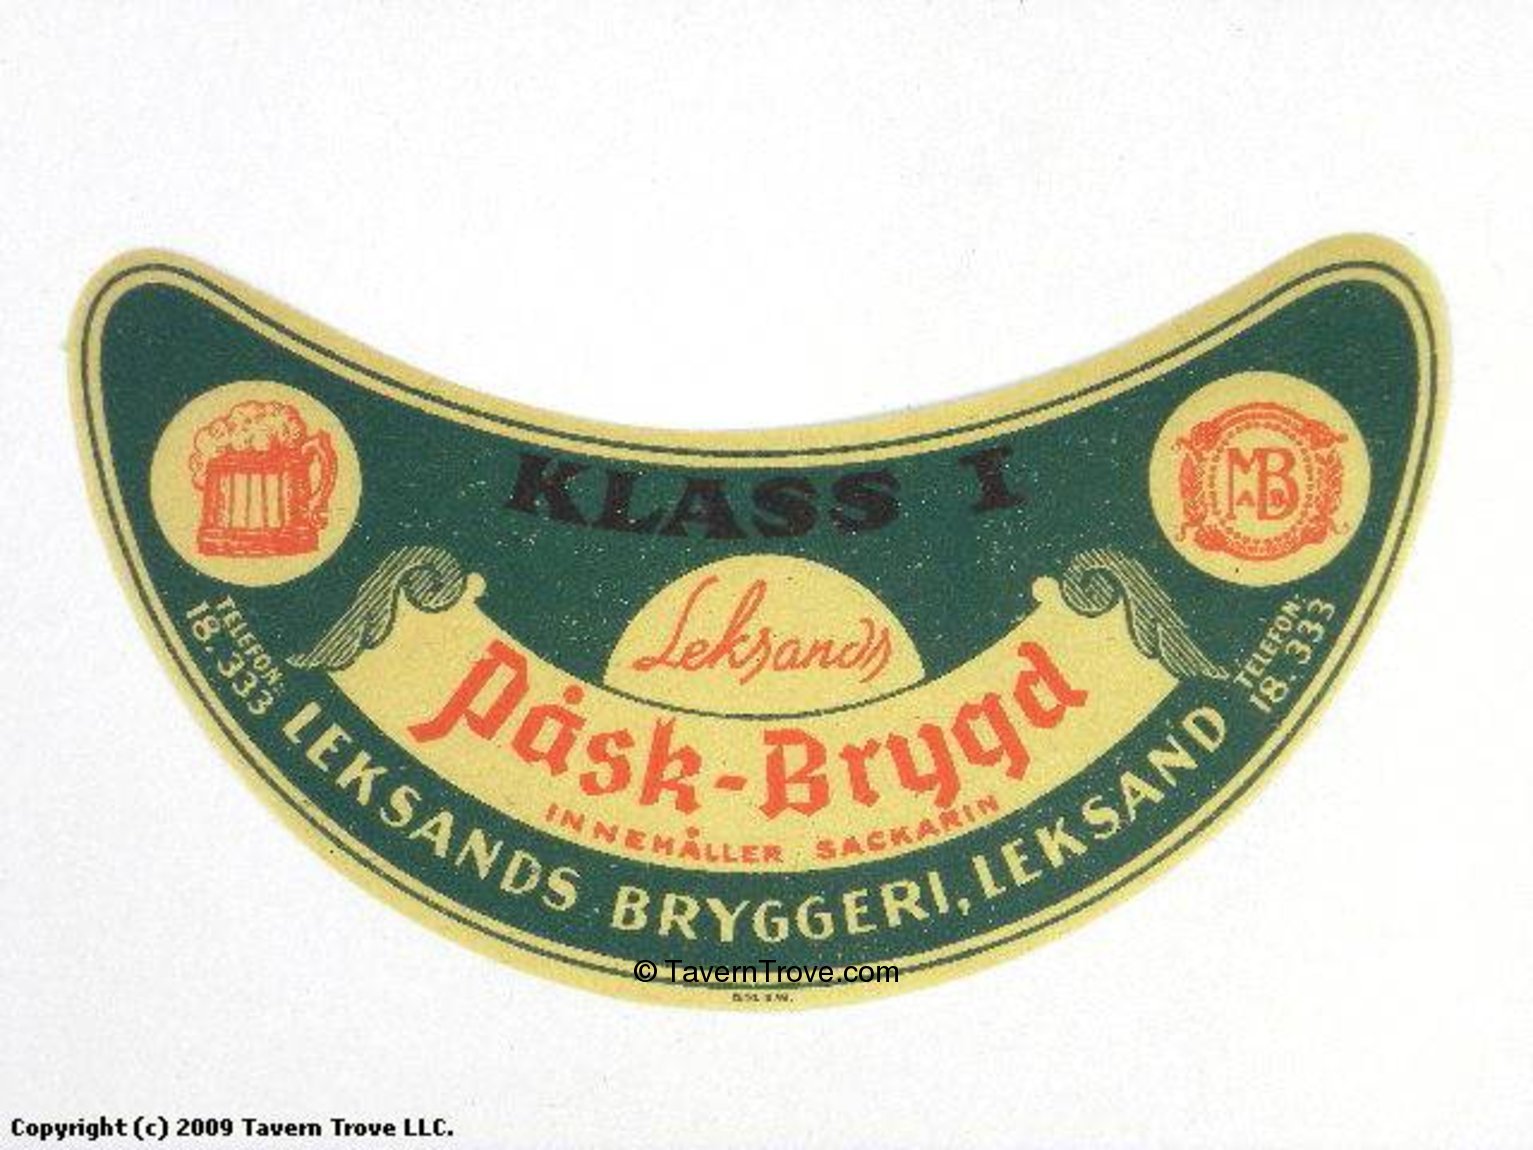 KLASS I
Leksands
Påsk-Brygd
INNEHÅLLER SACKARIN
TELEFON:
18.333
TELEFON:
18.333
LEKSANDS BRYGGERI, LEKSAND
MB
© TavernTrove.com
Copyright (c) 2009 Tavern Trove LLC.